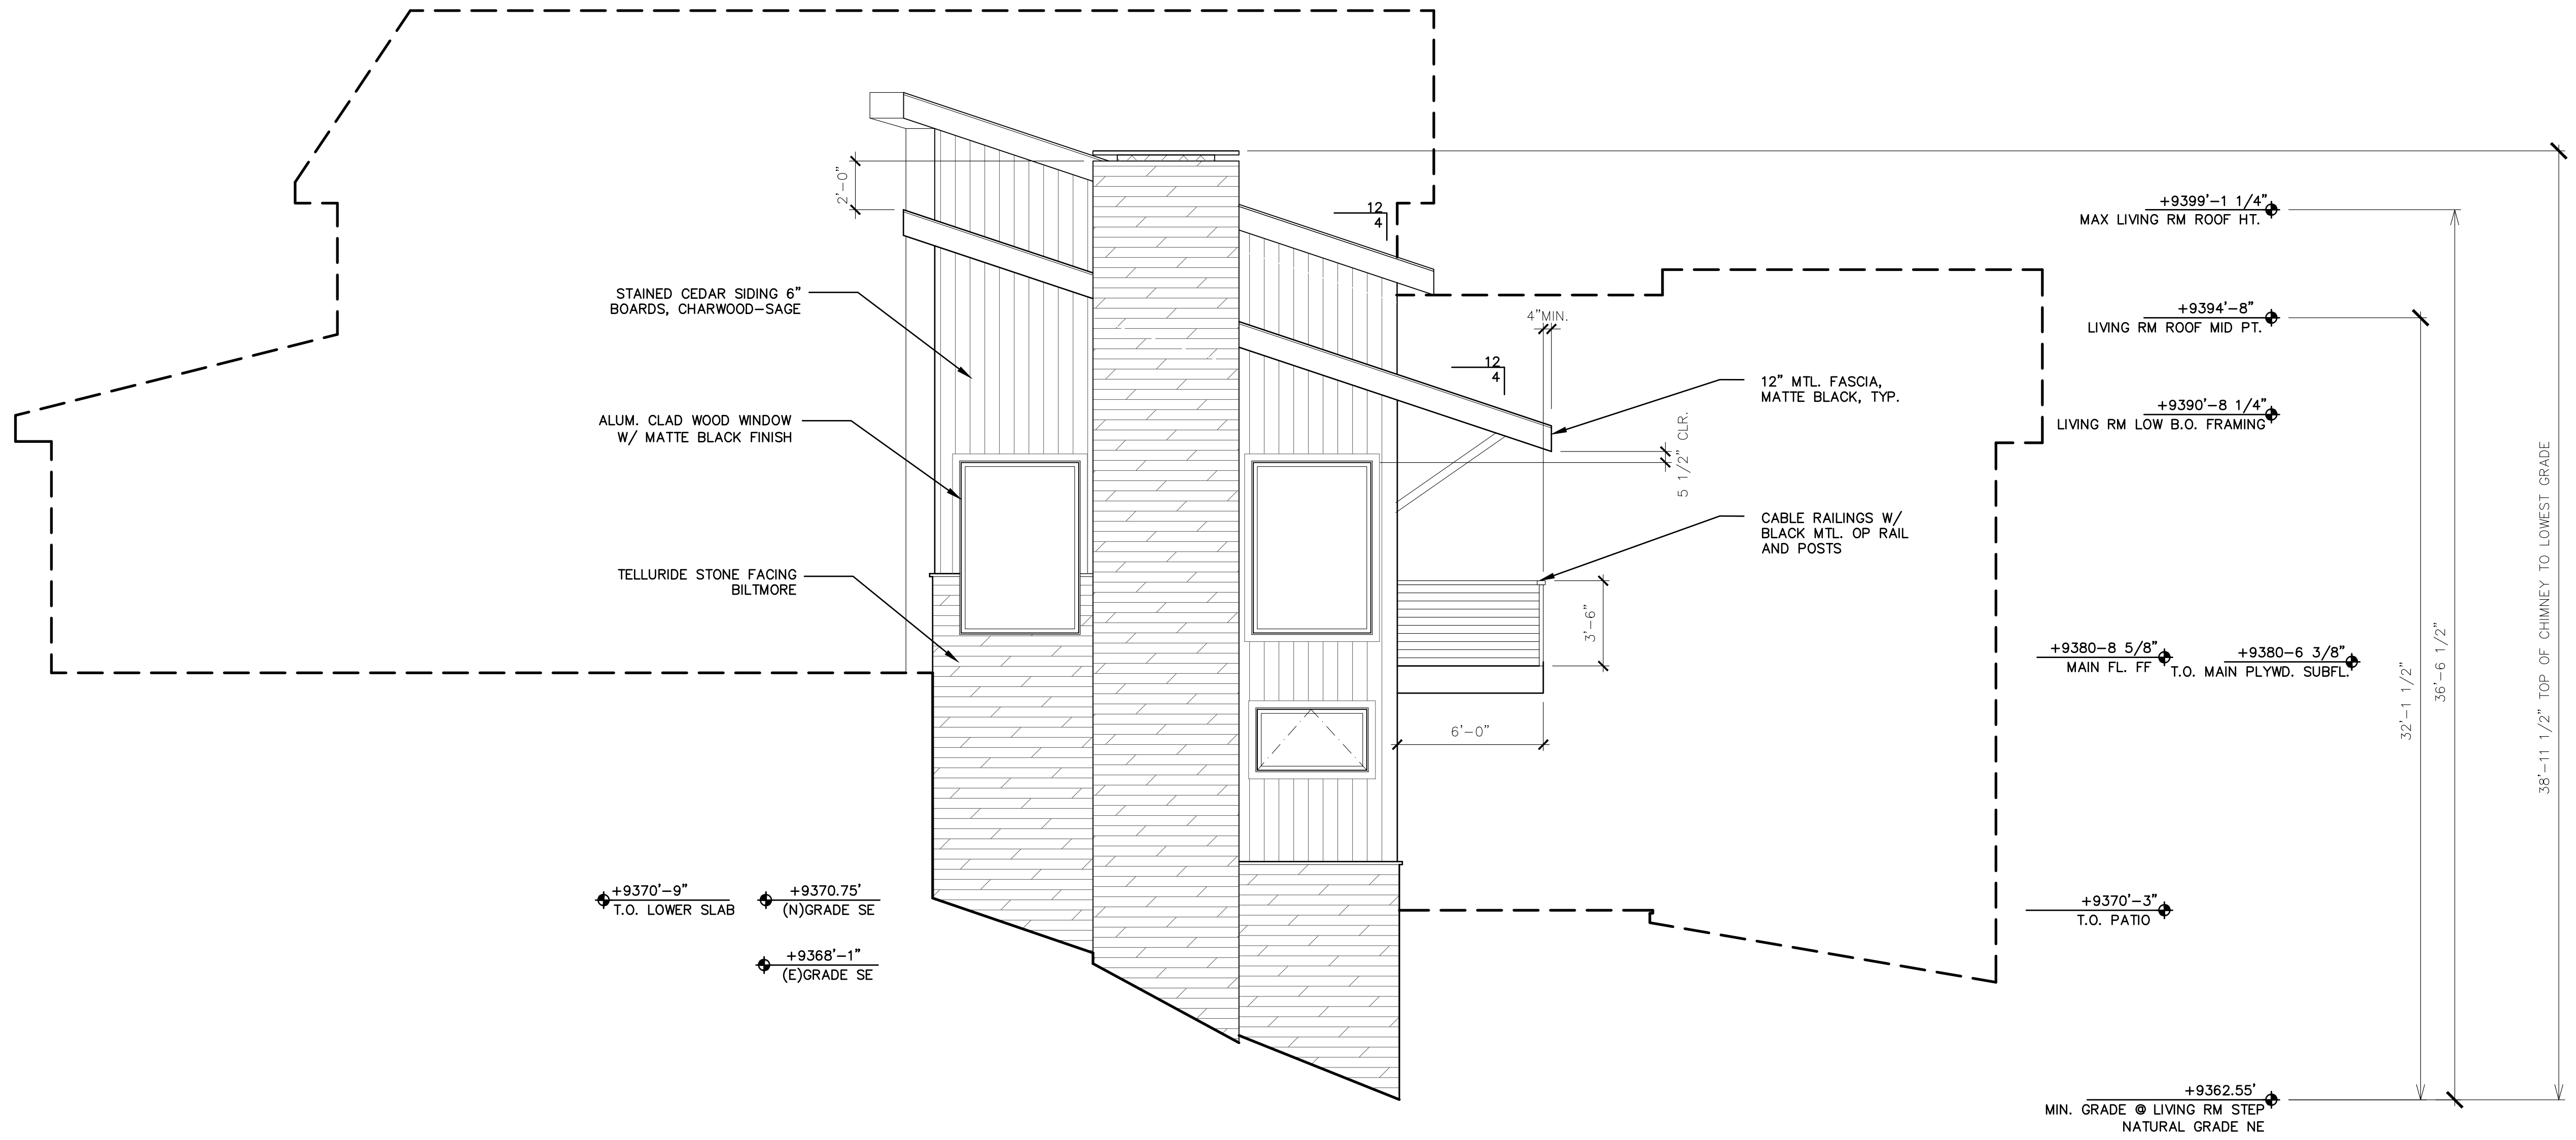 2'-0"
12
4
+9399'-1 1/4"
MAX LIVING RM ROOF HT.
STAINED CEDAR SIDING 6"
BOARDS, CHARWOOD-SAGE
4"MIN.
+9394'-8"
LIVING RM ROOF MID PT.
12
4
12" MTL. FASCIA,
MATTE BLACK, TYP.
+9390'-8 1/4"
LIVING RM LOW B.O. FRAMING
ALUM. CLAD WOOD WINDOW
W/ MATTE BLACK FINISH
5 1/2" CLR.
CABLE RAILINGS W/
BLACK MTL. OP RAIL
AND POSTS
TELLURIDE STONE FACING
BILTMORE
3'-6"
+9380-8 5/8"
MAIN FL. FF
+9380-6 3/8"
T.O. MAIN PLYWD. SUBFL.
32'-1 1/2"
36'-6 1/2"
38'-11 1/2" TOP OF CHIMNEY TO LOWEST GRADE
6'-0"
+9370'-9"
T.O. LOWER SLAB
+9370.75'
(N)GRADE SE
+9370'-3"
T.O. PATIO
+9368'-1"
(E)GRADE SE
+9362.55'
MIN. GRADE @ LIVING RM STEP
NATURAL GRADE NE